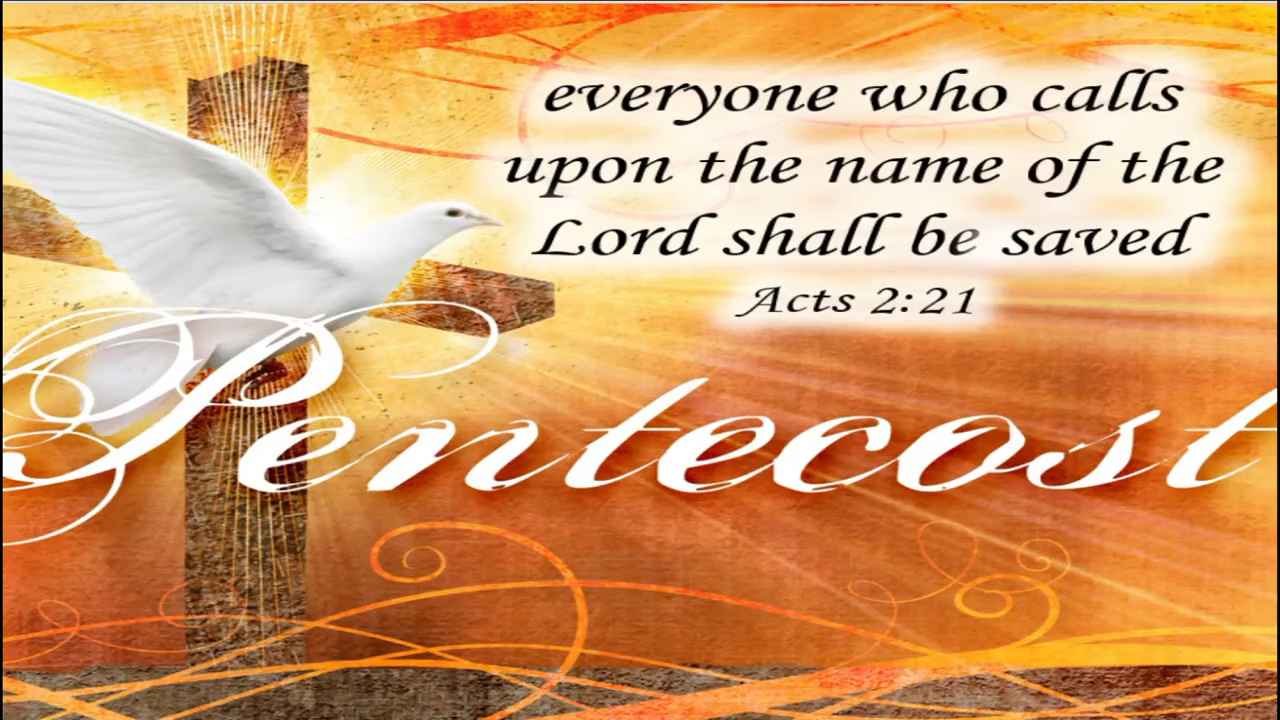 everyone who calls
upon the name of the
Lord shall be saved
Acts 2:21
Pentecost